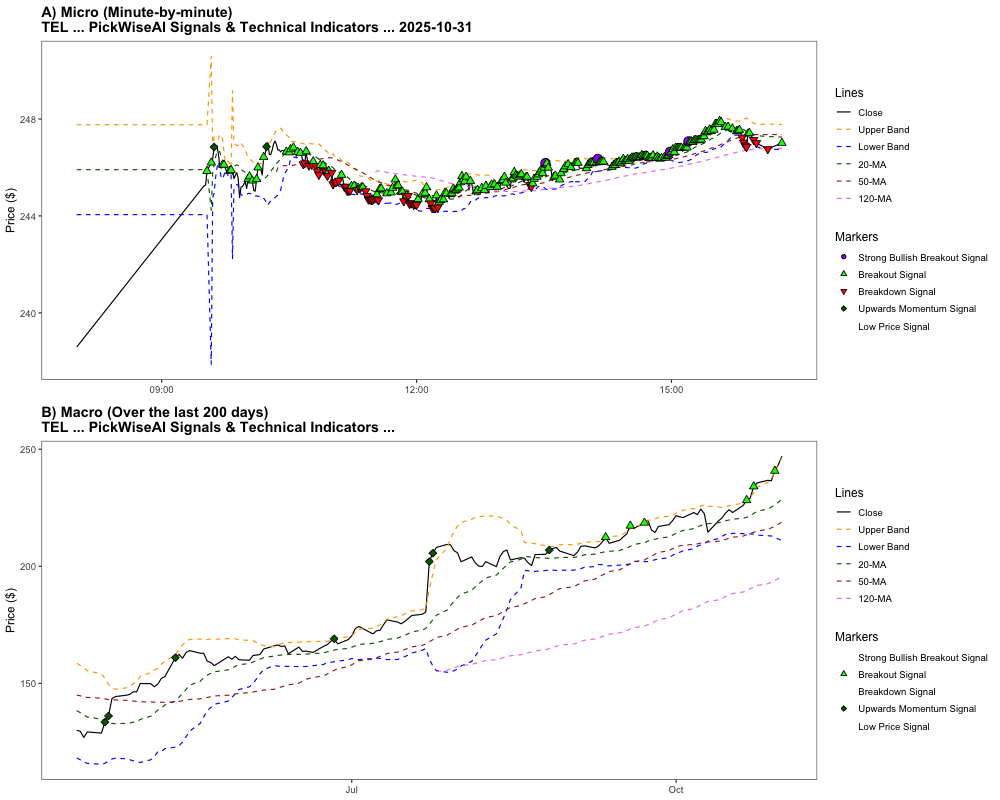 A) Micro (Minute-by-minute)
TEL ... PickWiseAI Signals & Technical Indicators ... 2025-10-31
Price ($)
248
244
240
09:00
12:00
15:00
Lines
Close
Upper Band
Lower Band
20-MA
50-MA
120-MA
Markers
Strong Bullish Breakout Signal
Breakout Signal
Breakdown Signal
Upwards Momentum Signal
Low Price Signal
B) Macro (Over the last 200 days)
TEL ... PickWiseAI Signals & Technical Indicators ...
Price ($)
250
200
150
Jul
Oct
Lines
Close
Upper Band
Lower Band
20-MA
50-MA
120-MA
Markers
Strong Bullish Breakout Signal
Breakout Signal
Breakdown Signal
Upwards Momentum Signal
Low Price Signal